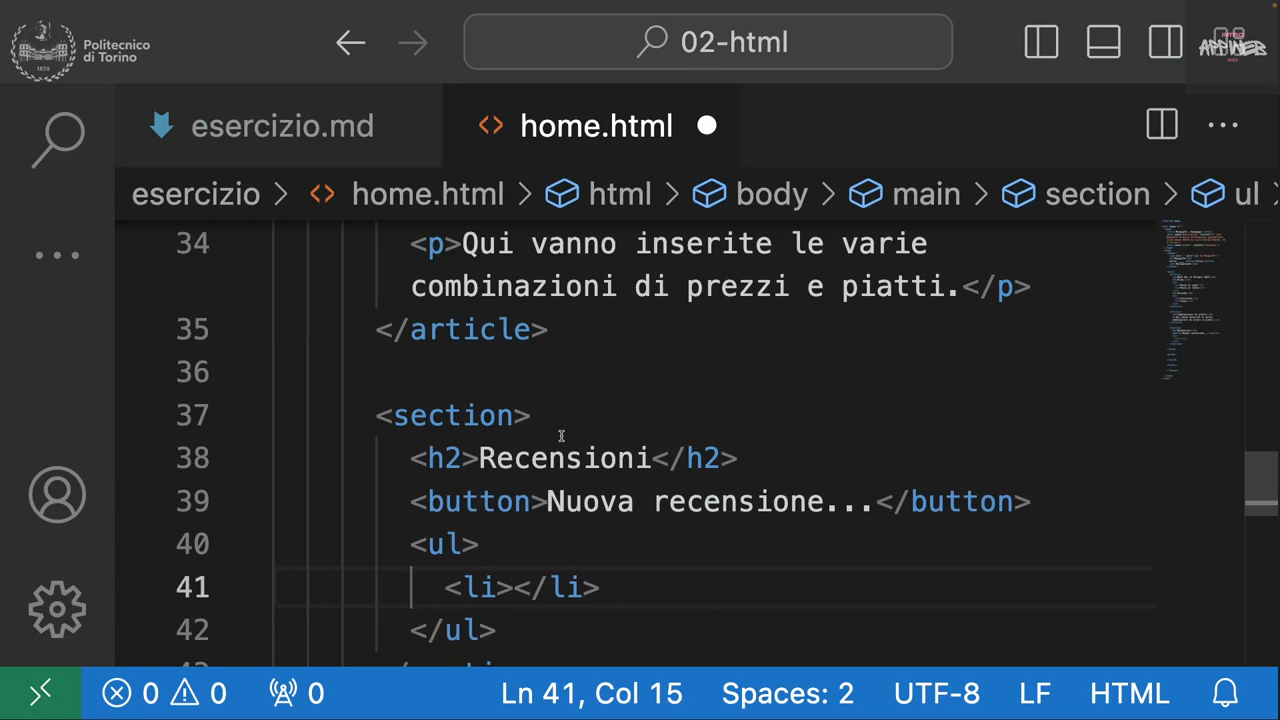 Politecnico
di Torino
1859
02-html
APPINER
esercizio.md
<> home.html
esercizio > <> home.html > html > body > main > section > ul >
34 <p>Qui vanno inserite le varie
combinazioni di prezzi e piatti.</p>
35 </article>
36
37 <section>
38 <h2>Recensioni</h2>
39 <button>Nuova recensione...</button>
40 <ul>
41 <li></li>
42 </ul>
0 0 0 Ln 41, Col 15 Spaces: 2 UTF-8 LF HTML